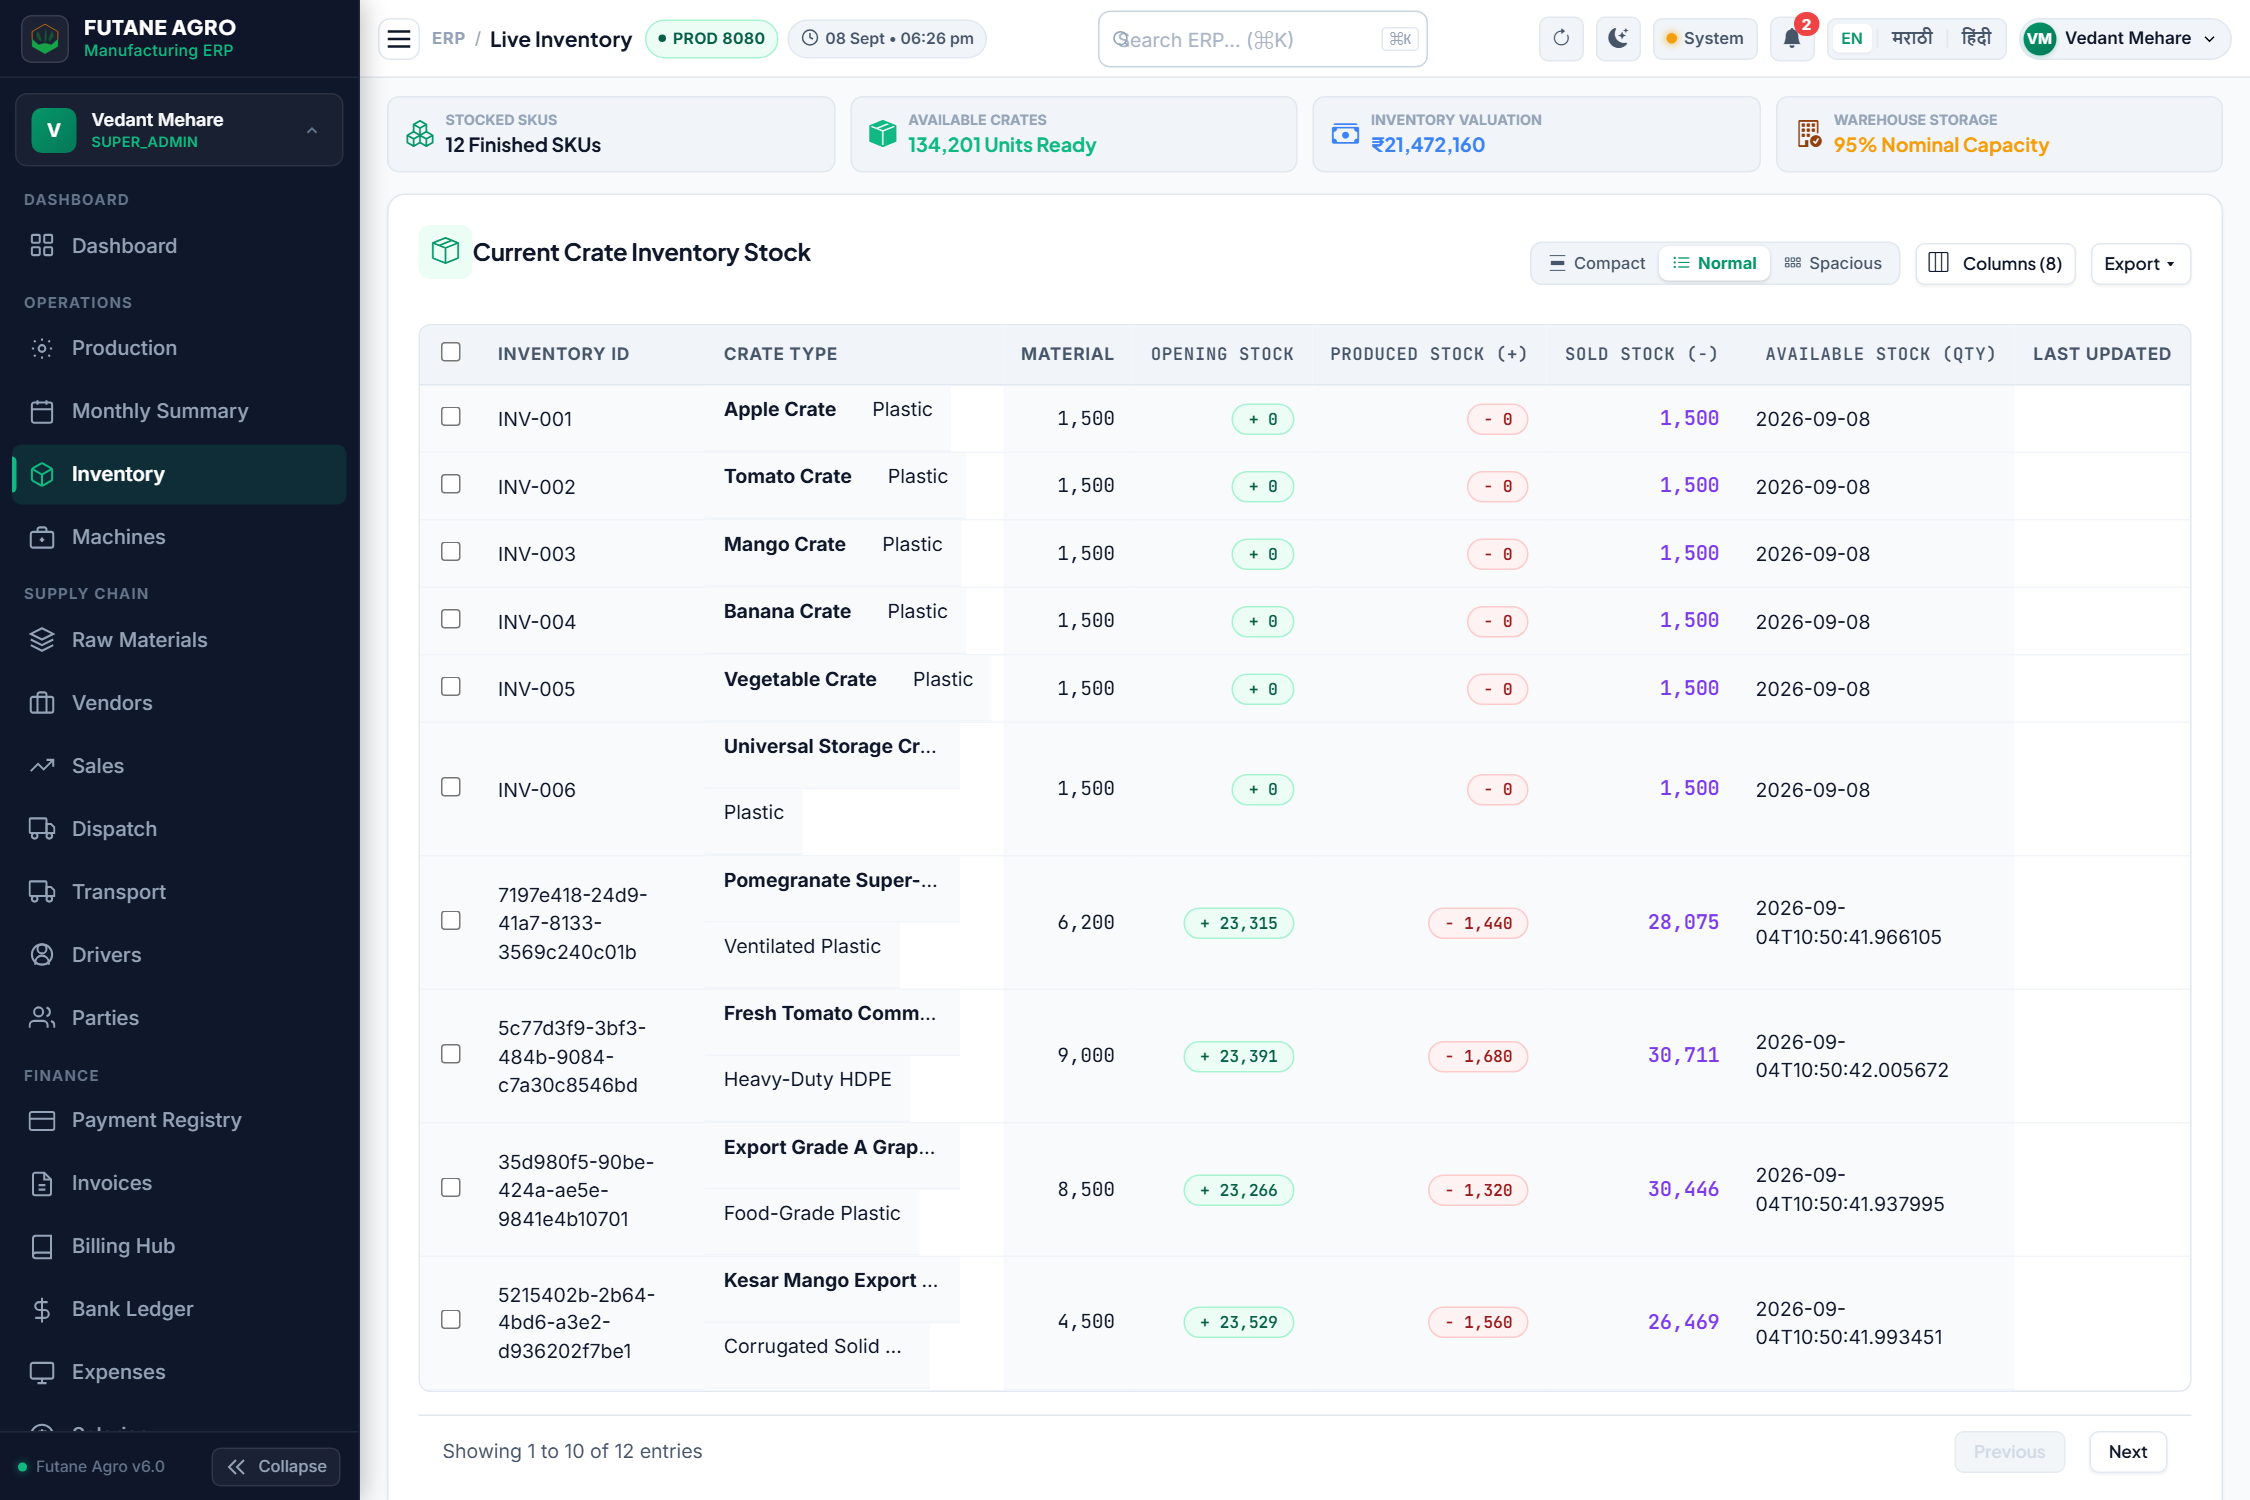 FUTANE AGRO
Manufacturing ERP
V
Vedant Mehare
SUPER_ADMIN
DASHBOARD
Dashboard
OPERATIONS
Production
Monthly Summary
Inventory
Machines
SUPPLY CHAIN
Raw Materials
Vendors
Sales
Dispatch
Transport
Drivers
Parties
FINANCE
Payment Registry
Invoices
Billing Hub
Bank Ledger
Expenses
Futane Agro v6.0
Collapse
ERP / Live Inventory
PROD 8080
08 Sept • 06:26 pm
Search ERP... (⌘K)
⌘K
System
2
EN
मराठी
हिंदी
VM
Vedant Mehare
STOCKED SKUS
12 Finished SKUs
AVAILABLE CRATES
134,201 Units Ready
INVENTORY VALUATION
₹21,472,160
WAREHOUSE STORAGE
95% Nominal Capacity
Current Crate Inventory Stock
Compact
Normal
Spacious
Columns (8)
Export
INVENTORY ID CRATE TYPE MATERIAL OPENING STOCK PRODUCED STOCK (+) SOLD STOCK (-) AVAILABLE STOCK (QTY) LAST UPDATED
INV-001 Apple Crate Plastic 1,500 + 0 - 0 1,500 2026-09-08
INV-002 Tomato Crate Plastic 1,500 + 0 - 0 1,500 2026-09-08
INV-003 Mango Crate Plastic 1,500 + 0 - 0 1,500 2026-09-08
INV-004 Banana Crate Plastic 1,500 + 0 - 0 1,500 2026-09-08
INV-005 Vegetable Crate Plastic 1,500 + 0 - 0 1,500 2026-09-08
Universal Storage Cr...
INV-006 1,500 + 0 - 0 1,500 2026-09-08
Plastic
Pomegranate Super-...
7197e418-24d9-
41a7-8133-
3569c240c01b
Ventilated Plastic
6,200 + 23,315 - 1,440 28,075
2026-09-
04T10:50:41.966105
Fresh Tomato Comm...
5c77d3f9-3bf3-
484b-9084-
c7a30c8546bd
Heavy-Duty HDPE
9,000 + 23,391 - 1,680 30,711
2026-09-
04T10:50:42.005672
Export Grade A Grap...
35d980f5-90be-
424a-ae5e-
9841e4b10701
Food-Grade Plastic
8,500 + 23,266 - 1,320 30,446
2026-09-
04T10:50:41.937995
Kesar Mango Export ...
5215402b-2b64-
4bd6-a3e2-
d936202f7be1
Corrugated Solid ...
4,500 + 23,529 - 1,560 26,469
2026-09-
04T10:50:41.993451
Showing 1 to 10 of 12 entries
Previous
Next